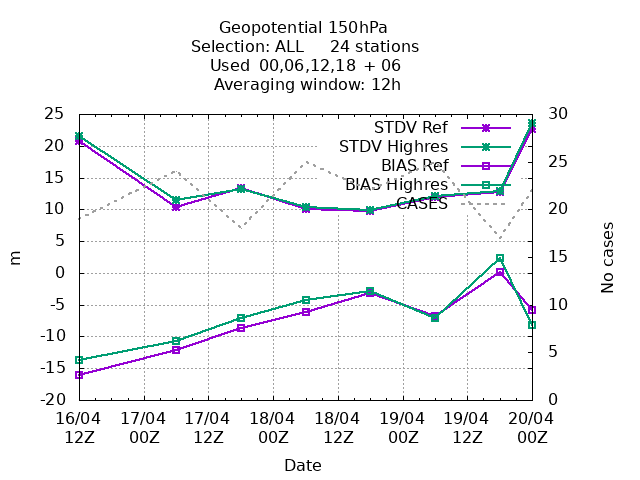 Geopotential 150hPa
Selection: ALL 24 stations
Used 00,06,12,18 + 06
Averaging window: 12h
25 30
STDV Ref
20 STDV Highres 25
15 BIAS Ref
BIAS Highres
10 CASES 20
5 15
0
-5 10
-10
-15 5
-20 0
m
No cases
16/04 17/04 17/04 18/04 18/04 19/04 19/04 20/04
12Z 00Z 12Z 00Z 12Z 00Z 12Z 00Z
Date